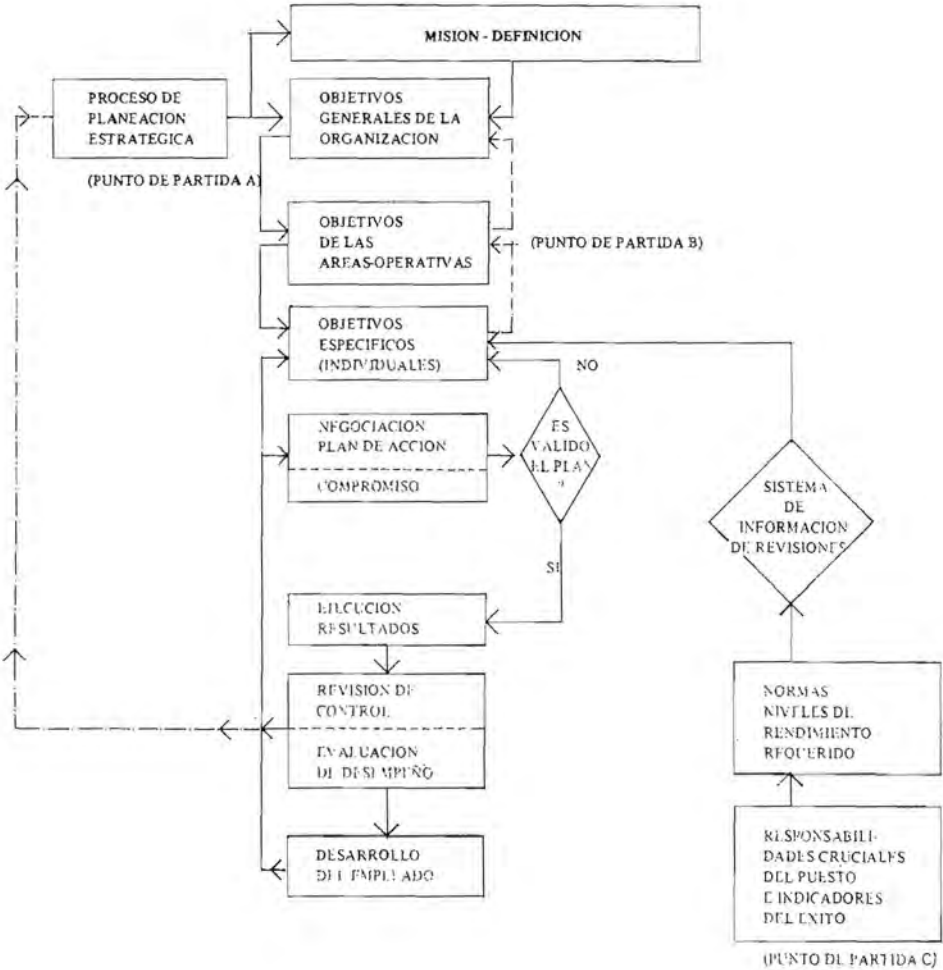 MISION - DEFINICION
PROCESO DE
PLANEACION
ESTRATEGICA
(PUNTO DE PARTIDA A)
OBJETIVOS
GENERALES DE LA
ORGANIZACION
OBJETIVOS
DE LAS
AREAS-OPERATIVAS
(PUNTO DE PARTIDA B)
OBJETIVOS
ESPECIFICOS
(INDIVIDUALES)
NO
NEGOCIACION
PLAN DE ACCION
COMPROMISO
ES
VALIDO
EL PLAN
?
SI
SISTEMA
DE
INFORMACION
DE REVISIONES
EJECUCION
RESULTADOS
REVISION DE
CONTROL
EVALUACION
DE DESEMPEÑO
DESARROLLO
DEL EMPLEADO
NORMAS
NIVELES DE
RENDIMIENTO
REQUERIDO
RESPONSABILI-
DADES CRUCIALES
DEL PUESTO
E INDICADORES
DEL EXITO
(PUNTO DE PARTIDA C)